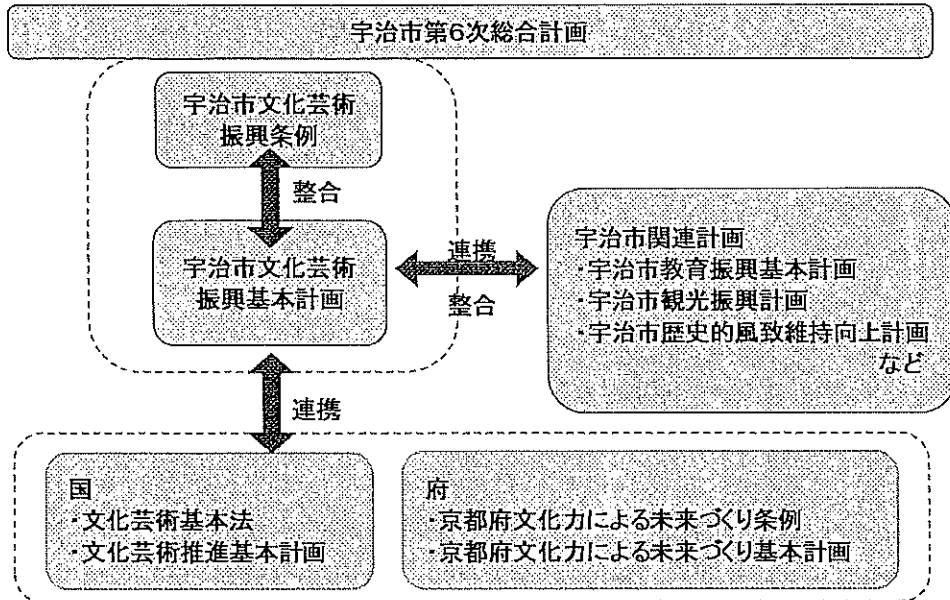 宇治市第6次総合計画
宇治市文化芸術
振興条例
整合
宇治市文化芸術
振興基本計画
連携
整合
宇治市関連計画
・宇治市教育振興基本計画
・宇治市観光振興計画
・宇治市歴史的風致維持向上計画
など
連携
国
・文化芸術基本法
・文化芸術推進基本計画
府
・京都府文化力による未来づくり条例
・京都府文化力による未来づくり基本計画